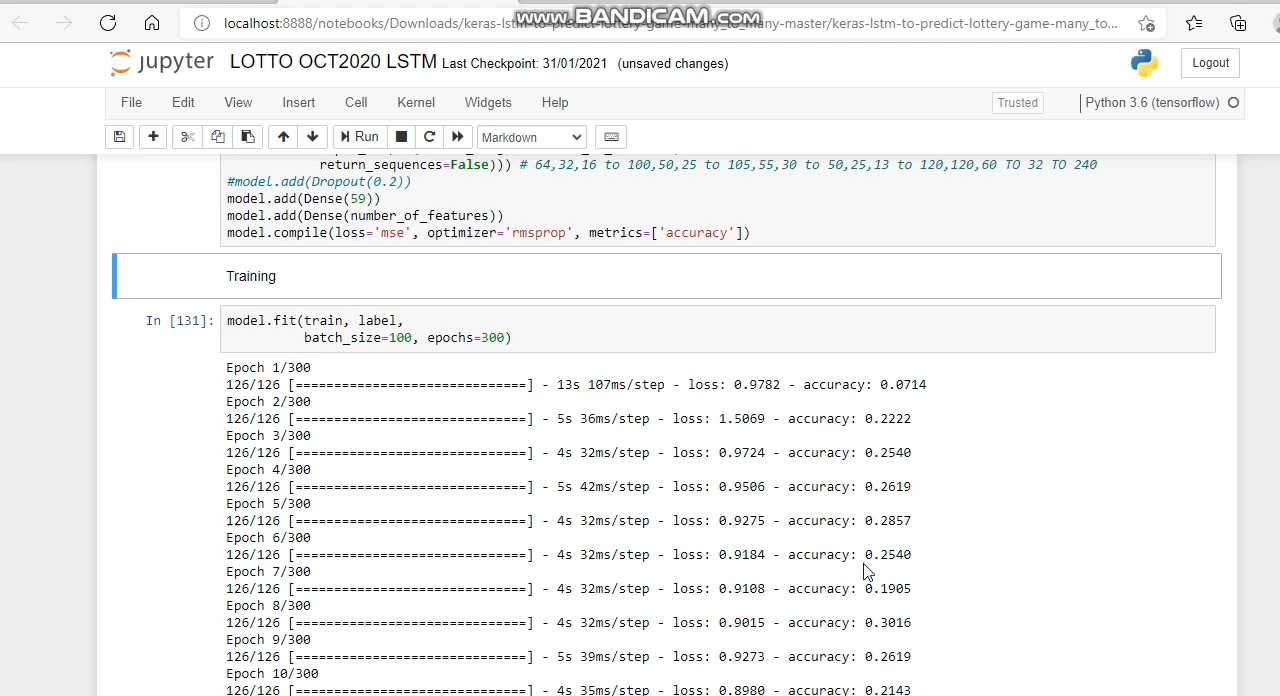 www.BANDICAM.com
localhost:8888/notebooks/Downloads/keras-lstm-to-predict-lottery-game-many_to_many-master/keras-lstm-to-predict-lottery-game-many_to...
jupyter LOTTO OCT2020 LSTM Last Checkpoint: 31/01/2021 (unsaved changes) Logout
File Edit View Insert Cell Kernel Widgets Help Trusted Python 3.6 (tensorflow)
Run Markdown
return_sequences=False))) # 64,32,16 to 100,50,25 to 105,55,30 to 50,25,13 to 120,120,60 TO 32 TO 240
#model.add(Dropout(0.2))
model.add(Dense(59))
model.add(Dense(number_of_features))
model.compile(loss='mse', optimizer='rmsprop', metrics=['accuracy'])
Training
In [131]: model.fit(train, label,
batch_size=100, epochs=300)
Epoch 1/300
126/126 [==============================] - 13s 107ms/step - loss: 0.9782 - accuracy: 0.0714
Epoch 2/300
126/126 [==============================] - 5s 36ms/step - loss: 1.5069 - accuracy: 0.2222
Epoch 3/300
126/126 [==============================] - 4s 32ms/step - loss: 0.9724 - accuracy: 0.2540
Epoch 4/300
126/126 [==============================] - 5s 42ms/step - loss: 0.9506 - accuracy: 0.2619
Epoch 5/300
126/126 [==============================] - 4s 32ms/step - loss: 0.9275 - accuracy: 0.2857
Epoch 6/300
126/126 [==============================] - 4s 32ms/step - loss: 0.9184 - accuracy: 0.2540
Epoch 7/300
126/126 [==============================] - 4s 32ms/step - loss: 0.9108 - accuracy: 0.1905
Epoch 8/300
126/126 [==============================] - 4s 32ms/step - loss: 0.9015 - accuracy: 0.3016
Epoch 9/300
126/126 [==============================] - 5s 39ms/step - loss: 0.9273 - accuracy: 0.2619
Epoch 10/300
126/126 [==============================] - 4s 35ms/step - loss: 0.8980 - accuracy: 0.2143